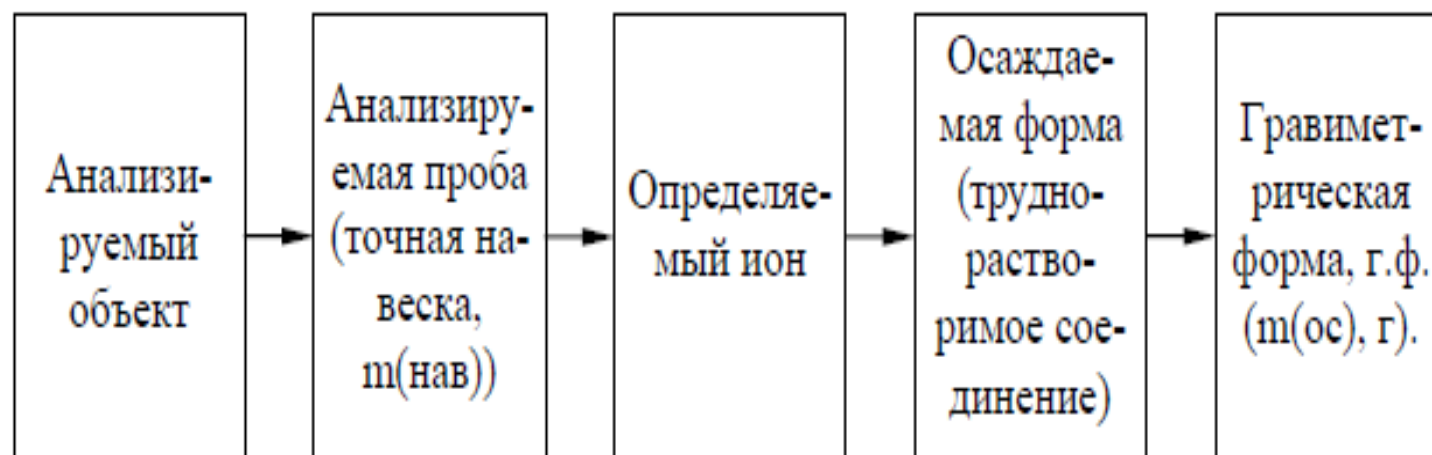 Анализи-
руемый
объект
Анализиру-
емая проба
(точная на-
веска,
m(нав))
Определяе-
мый ион
Осаждае-
мая форма
(трудно-
раство-
римое сое-
динение)
Гравимет-
рическая
форма, г.ф.
(m(ос), г).